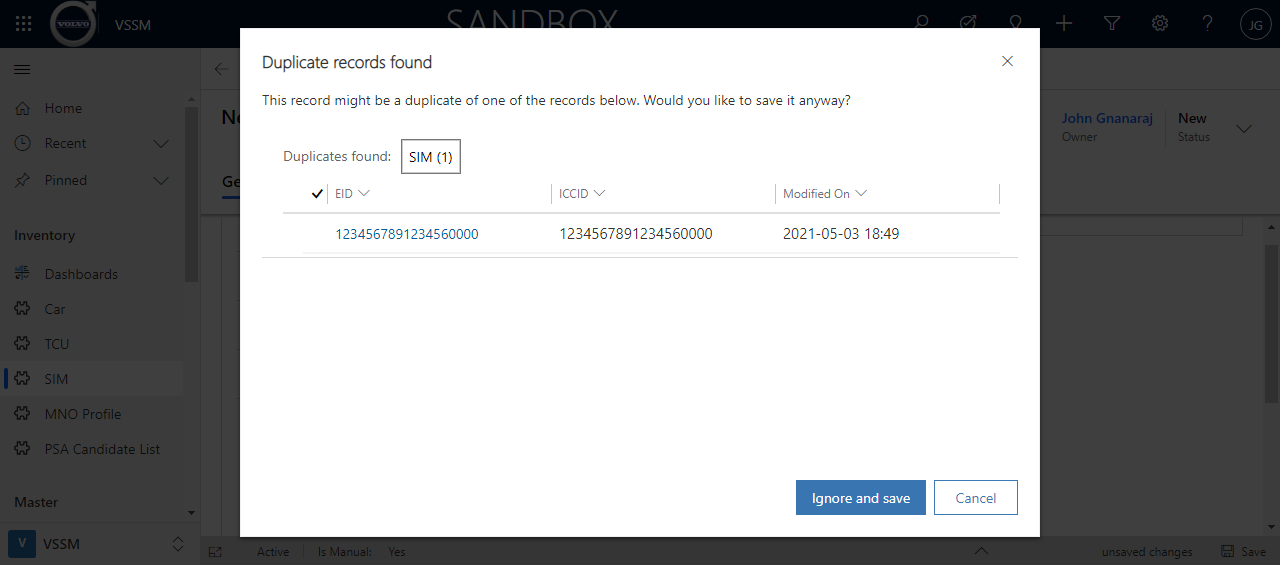 VOLVO
VSSM
SANDBOX
JG
Home
Recent
Pinned
Inventory
Dashboards
Car
TCU
SIM
MNO Profile
PSA Candidate List
Master
V VSSM
Duplicate records found
This record might be a duplicate of one of the records below. Would you like to save it anyway?
Duplicates found: SIM (1)
EID ICCID Modified On
1234567891234560000 1234567891234560000 2021-05-03 18:49
Ignore and save Cancel
John Gnanaraj
Owner
New
Status
Active Is Manual: Yes unsaved changes Save